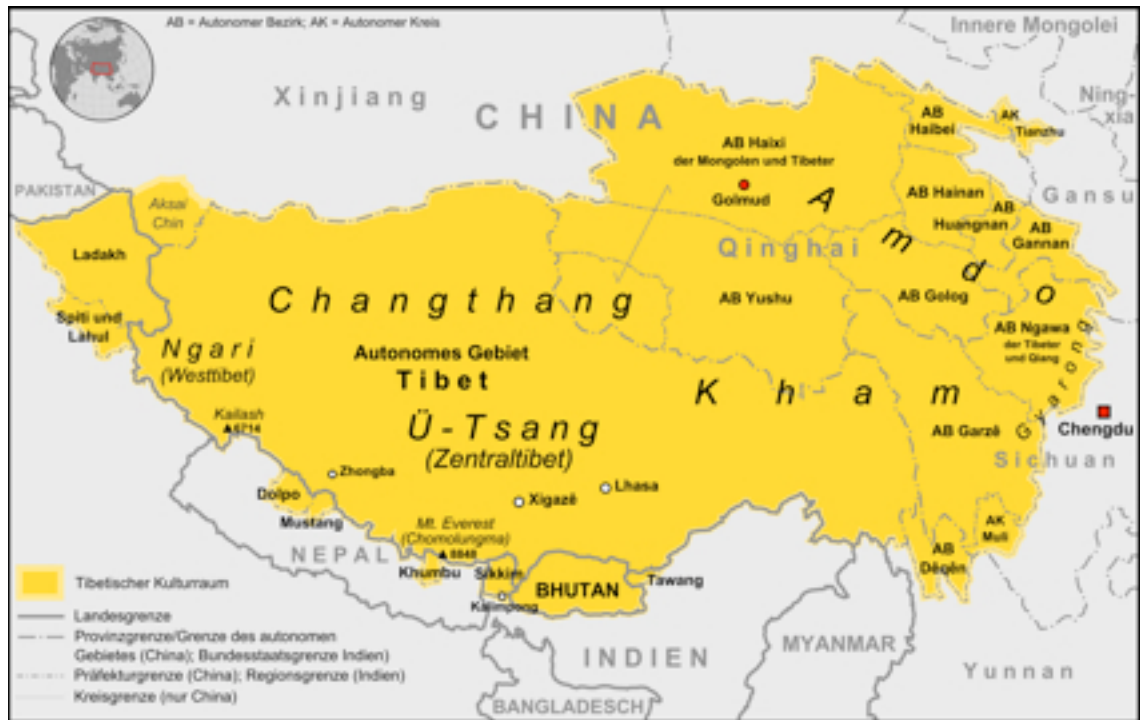 AB = Autonomer Bezirk; AK = Autonomer Kreis
Innere Mongolei
Xinjiang
CHINA
Ning-
xia
AB
Haibei
AK
Tianzhu
AB Haixi
der Mongolen und Tibeter
Golmud
PAKISTAN
Aksai
Chin
AB Hainan
Gansu
AB
Huangnan
AB
Gannan
Amdo
Qinghai
Ladakh
Changthang
AB Yushu
AB Golog
Spiti und
Lahul
AB Ngawa
der Tibeter
und Qiang
Ngari
(Westtibet)
Autonomes Gebiet
Tibet
Kham
Gyarong
Kailash
▲6714
Ü-Tsang
(Zentraltibet)
AB Garzê
Chengdu
Sichuan
Zhongba
Lhasa
Xigazê
Dolpo
Mustang
Mt. Everest
(Chomolungma)
▲ 8848
AK
Muli
NEPAL
AB
Dêqên
Khumbu
Sikkim
BHUTAN
Tawang
Kalimpong
Tibetischer Kulturraum
Landesgrenze
Provinzgrenze/Grenze des autonomen
Gebietes (China); Bundesstaatsgrenze Indien)
Präfekturgrenze (China); Regionsgrenze (Indien)
Kreisgrenze (nur China)
INDIEN
MYANMAR
Yunnan
BANGLADESCH